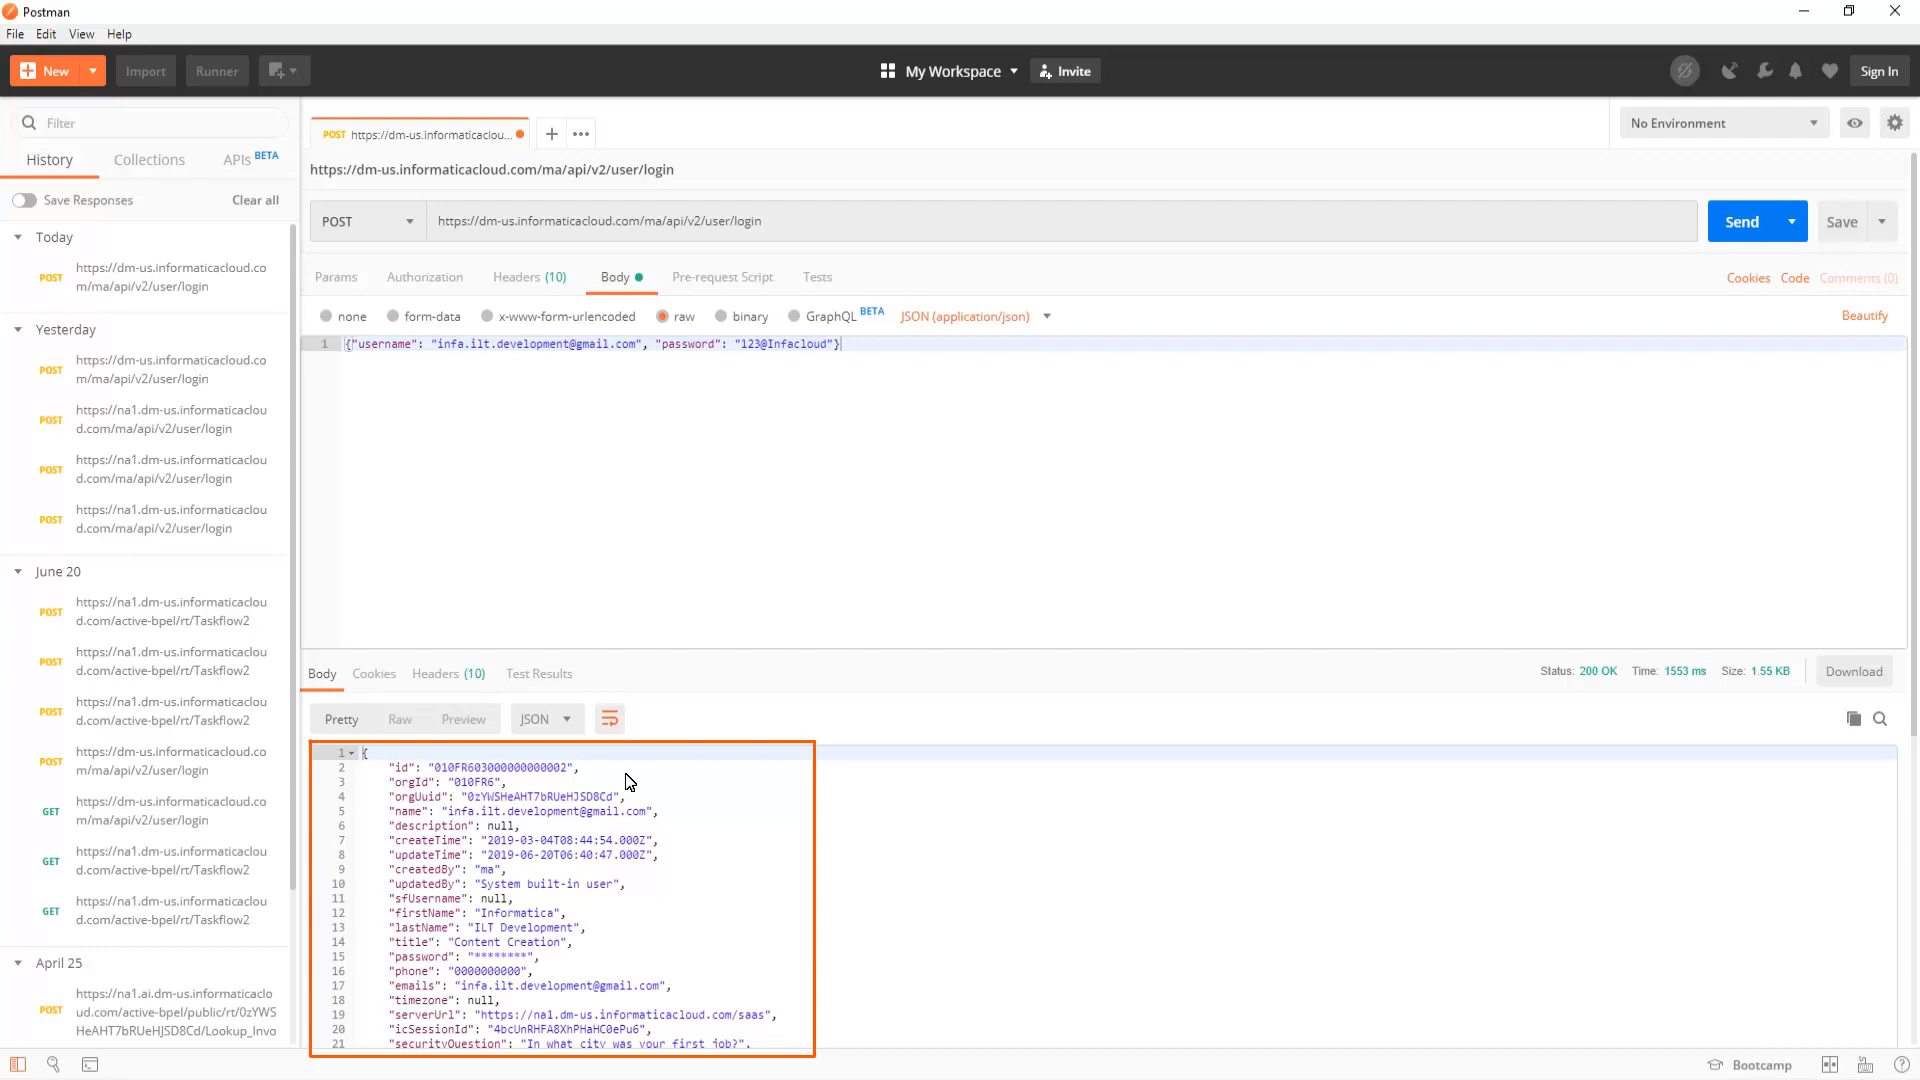 Postman
File Edit View Help
New Import Runner My Workspace Invite Sign In
Filter
History Collections APIs BETA
Save Responses Clear all
Today
POST https://dm-us.informaticacloud.co
m/ma/api/v2/user/login
Yesterday
POST https://dm-us.informaticacloud.co
m/ma/api/v2/user/login
POST https://na1.dm-us.informaticaclou
d.com/ma/api/v2/user/login
POST https://na1.dm-us.informaticaclou
d.com/ma/api/v2/user/login
POST https://na1.dm-us.informaticaclou
d.com/ma/api/v2/user/login
June 20
POST https://na1.dm-us.informaticaclou
d.com/active-bpel/rt/Taskflow2
POST https://na1.dm-us.informaticaclou
d.com/active-bpel/rt/Taskflow2
POST https://na1.dm-us.informaticaclou
d.com/active-bpel/rt/Taskflow2
POST https://dm-us.informaticacloud.co
m/ma/api/v2/user/login
GET https://dm-us.informaticacloud.co
m/ma/api/v2/user/login
GET https://na1.dm-us.informaticaclou
d.com/active-bpel/rt/Taskflow2
GET https://na1.dm-us.informaticaclou
d.com/active-bpel/rt/Taskflow2
April 25
POST https://na1.ai.dm-us.informaticaclo
ud.com/active-bpel/public/rt/0zYWS
HeAHT7bRUeHJSD8Cd/Lookup_Invo
POST https://dm-us.informaticaclou... + ... No Environment
https://dm-us.informaticacloud.com/ma/api/v2/user/login
POST https://dm-us.informaticacloud.com/ma/api/v2/user/login Send Save
Params Authorization Headers (10) Body Pre-request Script Tests Cookies Code Comments (0)
none form-data x-www-form-urlencoded raw binary GraphQL BETA JSON (application/json) Beautify
1 {"username": "infa.ilt.development@gmail.com", "password": "123@Infacloud"}
Body Cookies Headers (10) Test Results Status: 200 OK Time: 1553 ms Size: 1.55 KB Download
Pretty Raw Preview JSON
1 {
2 "id": "010FR603000000000002",
3 "orgId": "010FR6",
4 "orgUuid": "0zYWSHeAHT7bRUeHJSD8Cd",
5 "name": "infa.ilt.development@gmail.com",
6 "description": null,
7 "createTime": "2019-03-04T08:44:54.000Z",
8 "updateTime": "2019-06-20T06:40:47.000Z",
9 "createdBy": "ma",
10 "updatedBy": "System built-in user",
11 "sfUsername": null,
12 "firstName": "Informatica",
13 "lastName": "ILT Development",
14 "title": "Content Creation",
15 "password": "********",
16 "phone": "0000000000",
17 "emails": "infa.ilt.development@gmail.com",
18 "timezone": null,
19 "serverUrl": "https://na1.dm-us.informaticacloud.com/saas",
20 "icSessionId": "4bcUnRHFA8XhPHaHC0ePu6",
21 "securityQuestion": "In what city was your first job?",
Bootcamp